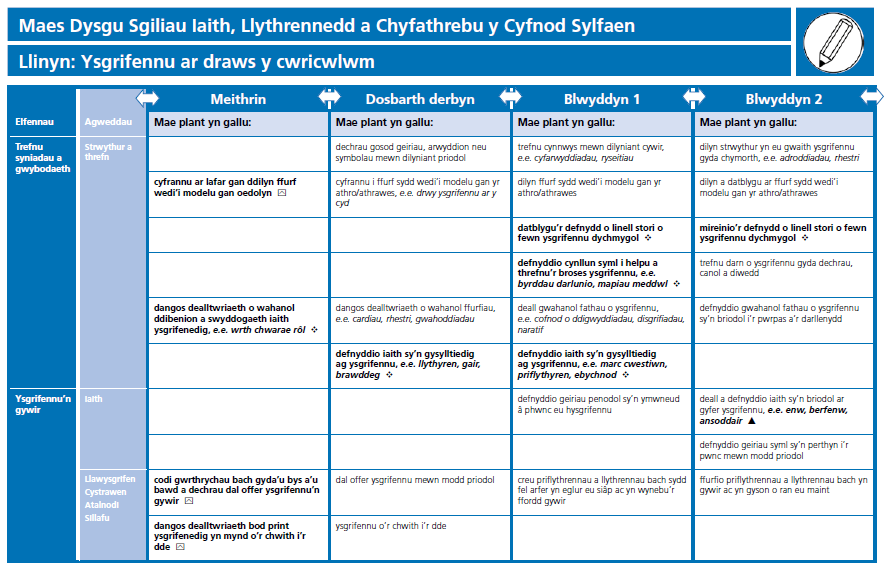 Maes Dysgu Sgiliau Iaith, Llythrennedd a Chyfathrebu y Cyfnod Sylfaen
Llinyn: Ysgrifennu ar draws y cwricwlwm
Meithrin
Dosbarth derbyn
Blwyddyn 1
Blwyddyn 2
Elfennau
Agweddau
Mae plant yn gallu:
Mae plant yn gallu:
Mae plant yn gallu:
Mae plant yn gallu:
Trefnu
syniadau a
gwybodaeth
Strwythur a
threfn
dechrau gosod geiriau, arwyddion neu
symbolau mewn dilyniant priodol
trefnu cynnwys mewn dilyniant cywir,
e.e. cyfarwyddiadau, ryseitiau
dilyn strwythur yn eu gwaith ysgrifennu
gyda chymorth, e.e. adroddiadau, rhestri
cyfrannu ar lafar gan ddilyn ffurf
wedi'i modelu gan oedolyn
cyfrannu i ffurf sydd wedi'i modelu gan yr
athro/athrawes, e.e. drwy ysgrifennu ar y
cyd
dilyn ffurf sydd wedi'i modelu gan yr
athro/athrawes
dilyn a datblygu ar ffurf sydd wedi'i
modelu gan yr athro/athrawes
datblygu'r defnydd o linell stori o
fewn ysgrifennu dychmygol
mireinio'r defnydd o linell stori o fewn
ysgrifennu dychmygol
defnyddio cynllun syml i helpu a
threfnu'r broses ysgrifennu, e.e.
byrddau darlunio, mapiau meddwl
trefnu darn o ysgrifennu gyda dechrau,
canol a diwedd
dangos dealltwriaeth o wahanol
ddibenion a swyddogaeth iaith
ysgrifenedig, e.e. wrth chwarae rôl
dangos dealltwriaeth o wahanol ffurfiau,
e.e. cardiau, rhestri, gwahoddiadau
deall gwahanol fathau o ysgrifennu,
e.e. cofnod o ddigwyddiadau, disgrifiadau,
naratif
defnyddio gwahanol fathau o ysgrifennu
sy'n briodol i'r pwrpas a'r darllenydd
defnyddio iaith sy'n gysylltiedig
ag ysgrifennu, e.e. llythyren, gair,
brawddeg
defnyddio iaith sy'n gysylltiedig
ag ysgrifennu, e.e. marc cwestiwn,
priflythyren, ebychnod
Ysgrifennu'n
gywir
Iaith
defnyddio geiriau penodol sy'n ymwneud
â phwnc eu hysgrifennu
deall a defnyddio iaith sy'n briodol ar
gyfer ysgrifennu, e.e. enw, berfenw,
ansoddair ▲
defnyddio geiriau syml sy'n perthyn i'r
pwnc mewn modd priodol
Llawysgrifen
Cystrawen
Atalnodi
Sillafu
codi gwrthrychau bach gyda'u bys a'u
bawd a dechrau dal offer ysgrifennu'n
gywir
dal offer ysgrifennu mewn modd priodol
creu priflythrennau a llythrennau bach sydd
fel arfer yn eglur eu siâp ac yn wynebu'r
ffordd gywir
ffurfio priflythrennau a llythrennau bach yn
gywir ac yn gyson o ran eu maint
dangos dealltwriaeth bod print
ysgrifenedig yn mynd o'r chwith i'r
dde
ysgrifennu o'r chwith i'r dde